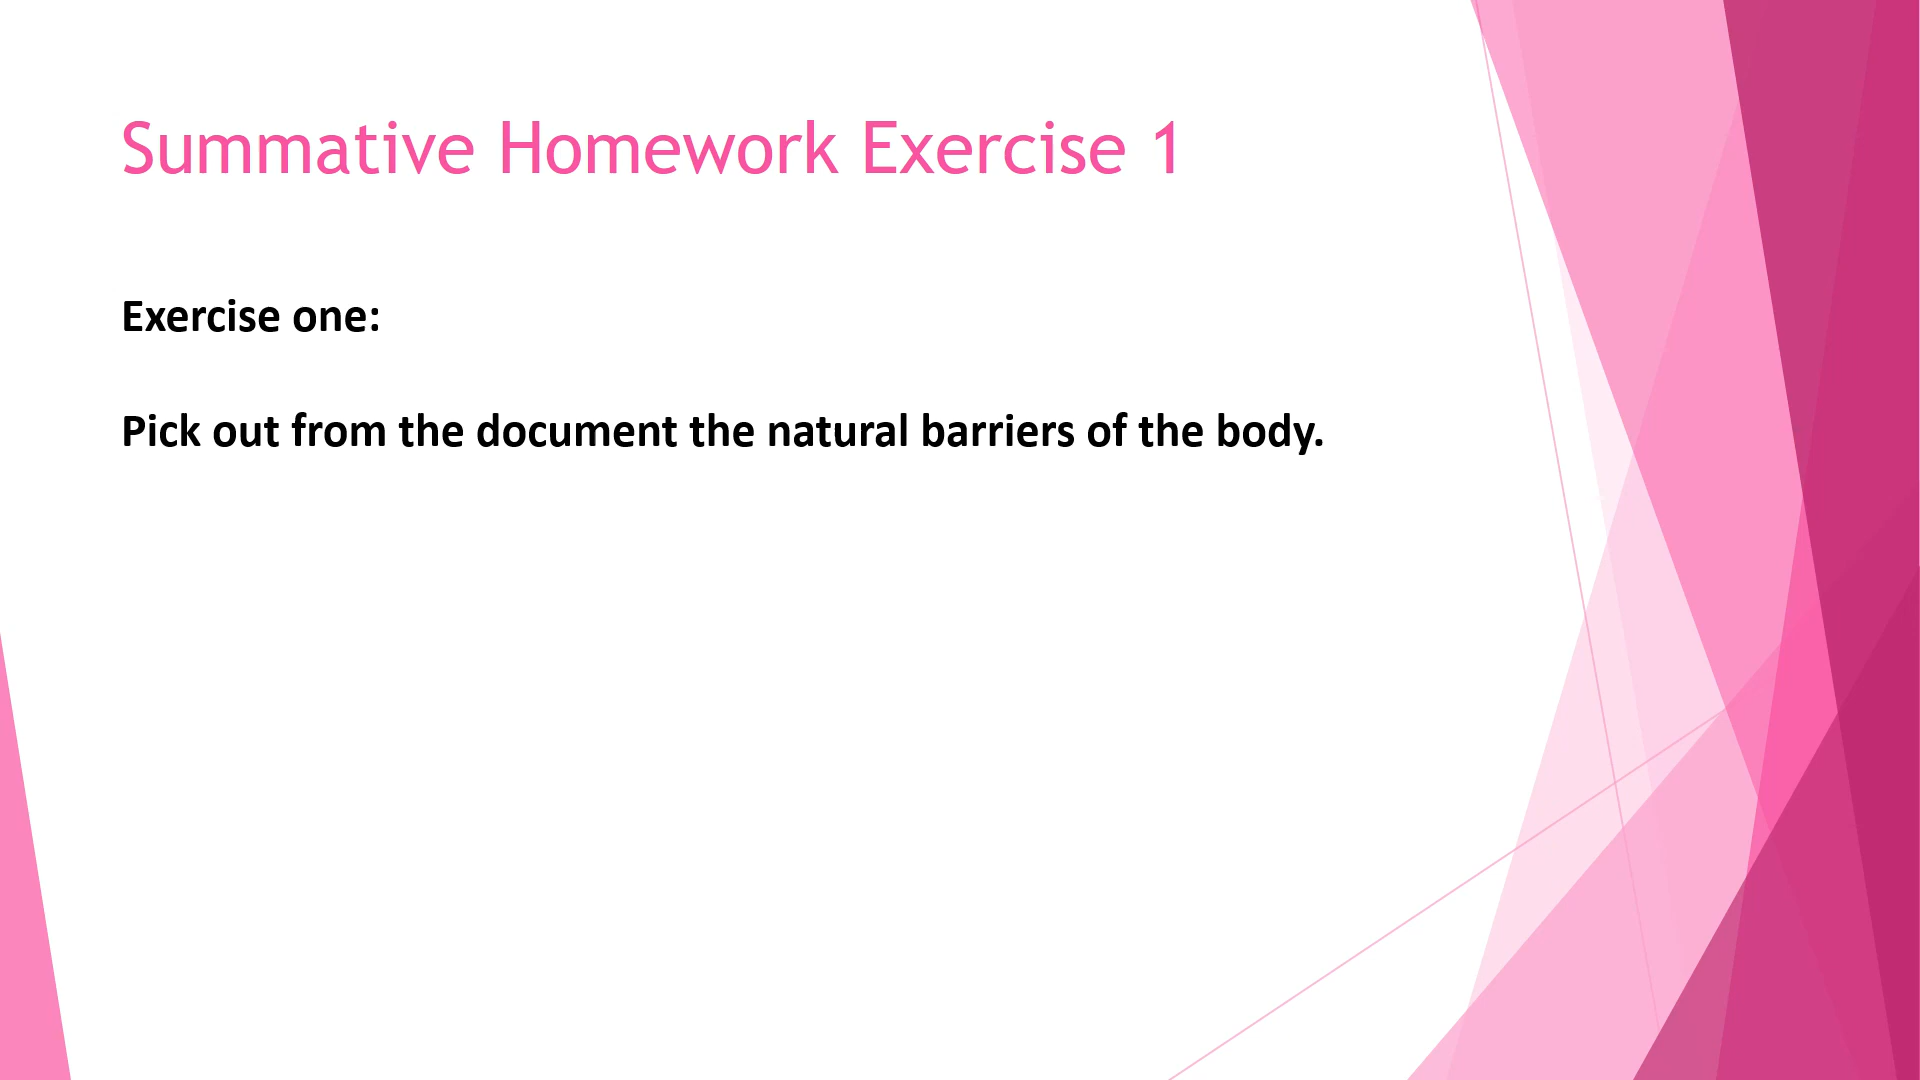 Summative Homework Exercise 1
Exercise one:
Pick out from the document the natural barriers of the body.